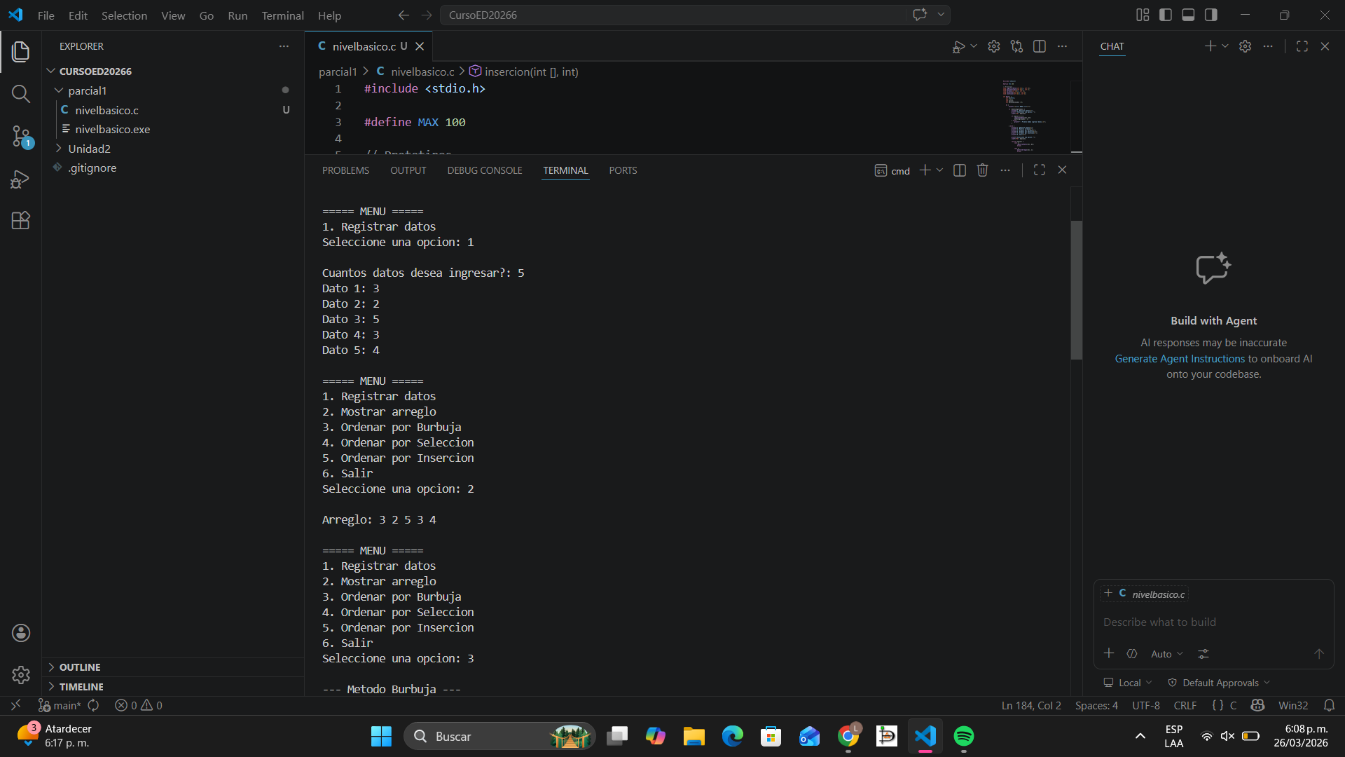 File Edit Selection View Go Run Terminal Help
CursoED20266
EXPLORER
CURSOED20266
parcial1
C nivelbasico.c U
nivelbasico.exe
Unidad2
.gitignore
OUTLINE
TIMELINE
C nivelbasico.c U
parcial1 > C nivelbasico.c > insercion(int [], int)
1 #include <stdio.h>
2
3 #define MAX 100
4
PROBLEMS OUTPUT DEBUG CONSOLE TERMINAL PORTS
cmd
===== MENU =====
1. Registrar datos
Seleccione una opcion: 1
Cuantos datos desea ingresar?: 5
Dato 1: 3
Dato 2: 2
Dato 3: 5
Dato 4: 3
Dato 5: 4
===== MENU =====
1. Registrar datos
2. Mostrar arreglo
3. Ordenar por Burbuja
4. Ordenar por Seleccion
5. Ordenar por Insercion
6. Salir
Seleccione una opcion: 2
Arreglo: 3 2 5 3 4
===== MENU =====
1. Registrar datos
2. Mostrar arreglo
3. Ordenar por Burbuja
4. Ordenar por Seleccion
5. Ordenar por Insercion
6. Salir
Seleccione una opcion: 3
--- Metodo Burbuja ---
CHAT
Build with Agent
AI responses may be inaccurate
Generate Agent Instructions to onboard AI
onto your codebase.
C nivelbasico.c
Describe what to build
Auto
Local Default Approvals
1
main* 0 0
Ln 184, Col 2 Spaces: 4 UTF-8 CRLF {} C Win32
3
Atardecer
6:17 p. m.
Buscar
L
ESP
LAA
6:08 p. m.
26/03/2026